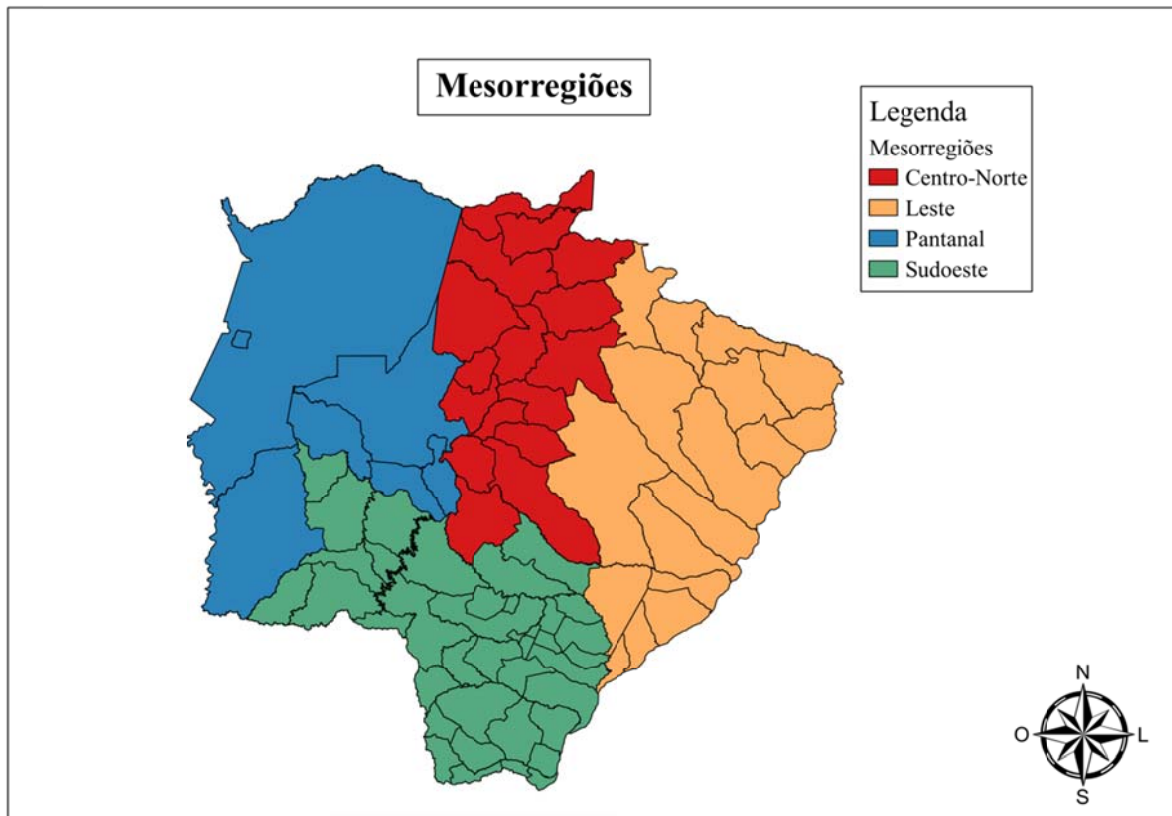 Mesorregiões
Legenda
Mesorregiões
Centro-Norte
Leste
Pantanal
Sudoeste
N
O
L
S